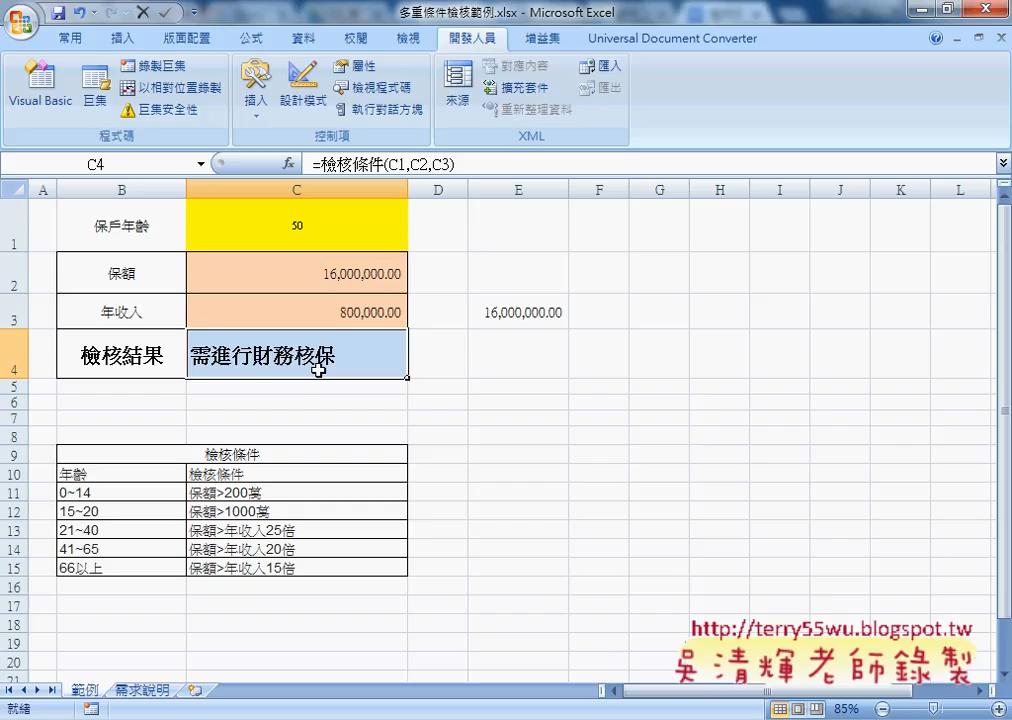 多重條件檢核範例.xlsx - Microsoft Excel
常用 插入 版面配置 公式 資料 校閱 檢視 開發人員 增益集 Universal Document Converter
Visual Basic 巨集 錄製巨集 以相對位置錄製 巨集安全性 程式碼
插入 設計模式 屬性 檢視程式碼 執行對話方塊 控制項
來源 對應內容 擴充套件 重新整理資料 匯入 匯出 XML
C4 fx =檢核條件(C1,C2,C3)
A B C D E F G H I J K L
1 保戶年齡 50
2 保額 16,000,000.00
3 年收入 800,000.00 16,000,000.00
4 檢核結果 需進行財務核保
5
6
7
8
9 檢核條件
10 年齡 檢核條件
11 0~14 保額>200萬
12 15~20 保額>1000萬
13 21~40 保額>年收入25倍
14 41~65 保額>年收入20倍
15 66以上 保額>年收入15倍
16
17
18
19
20
21
http://terry55wu.blogspot.tw
吳清輝老師錄製
範例 需求說明
就緒 85%